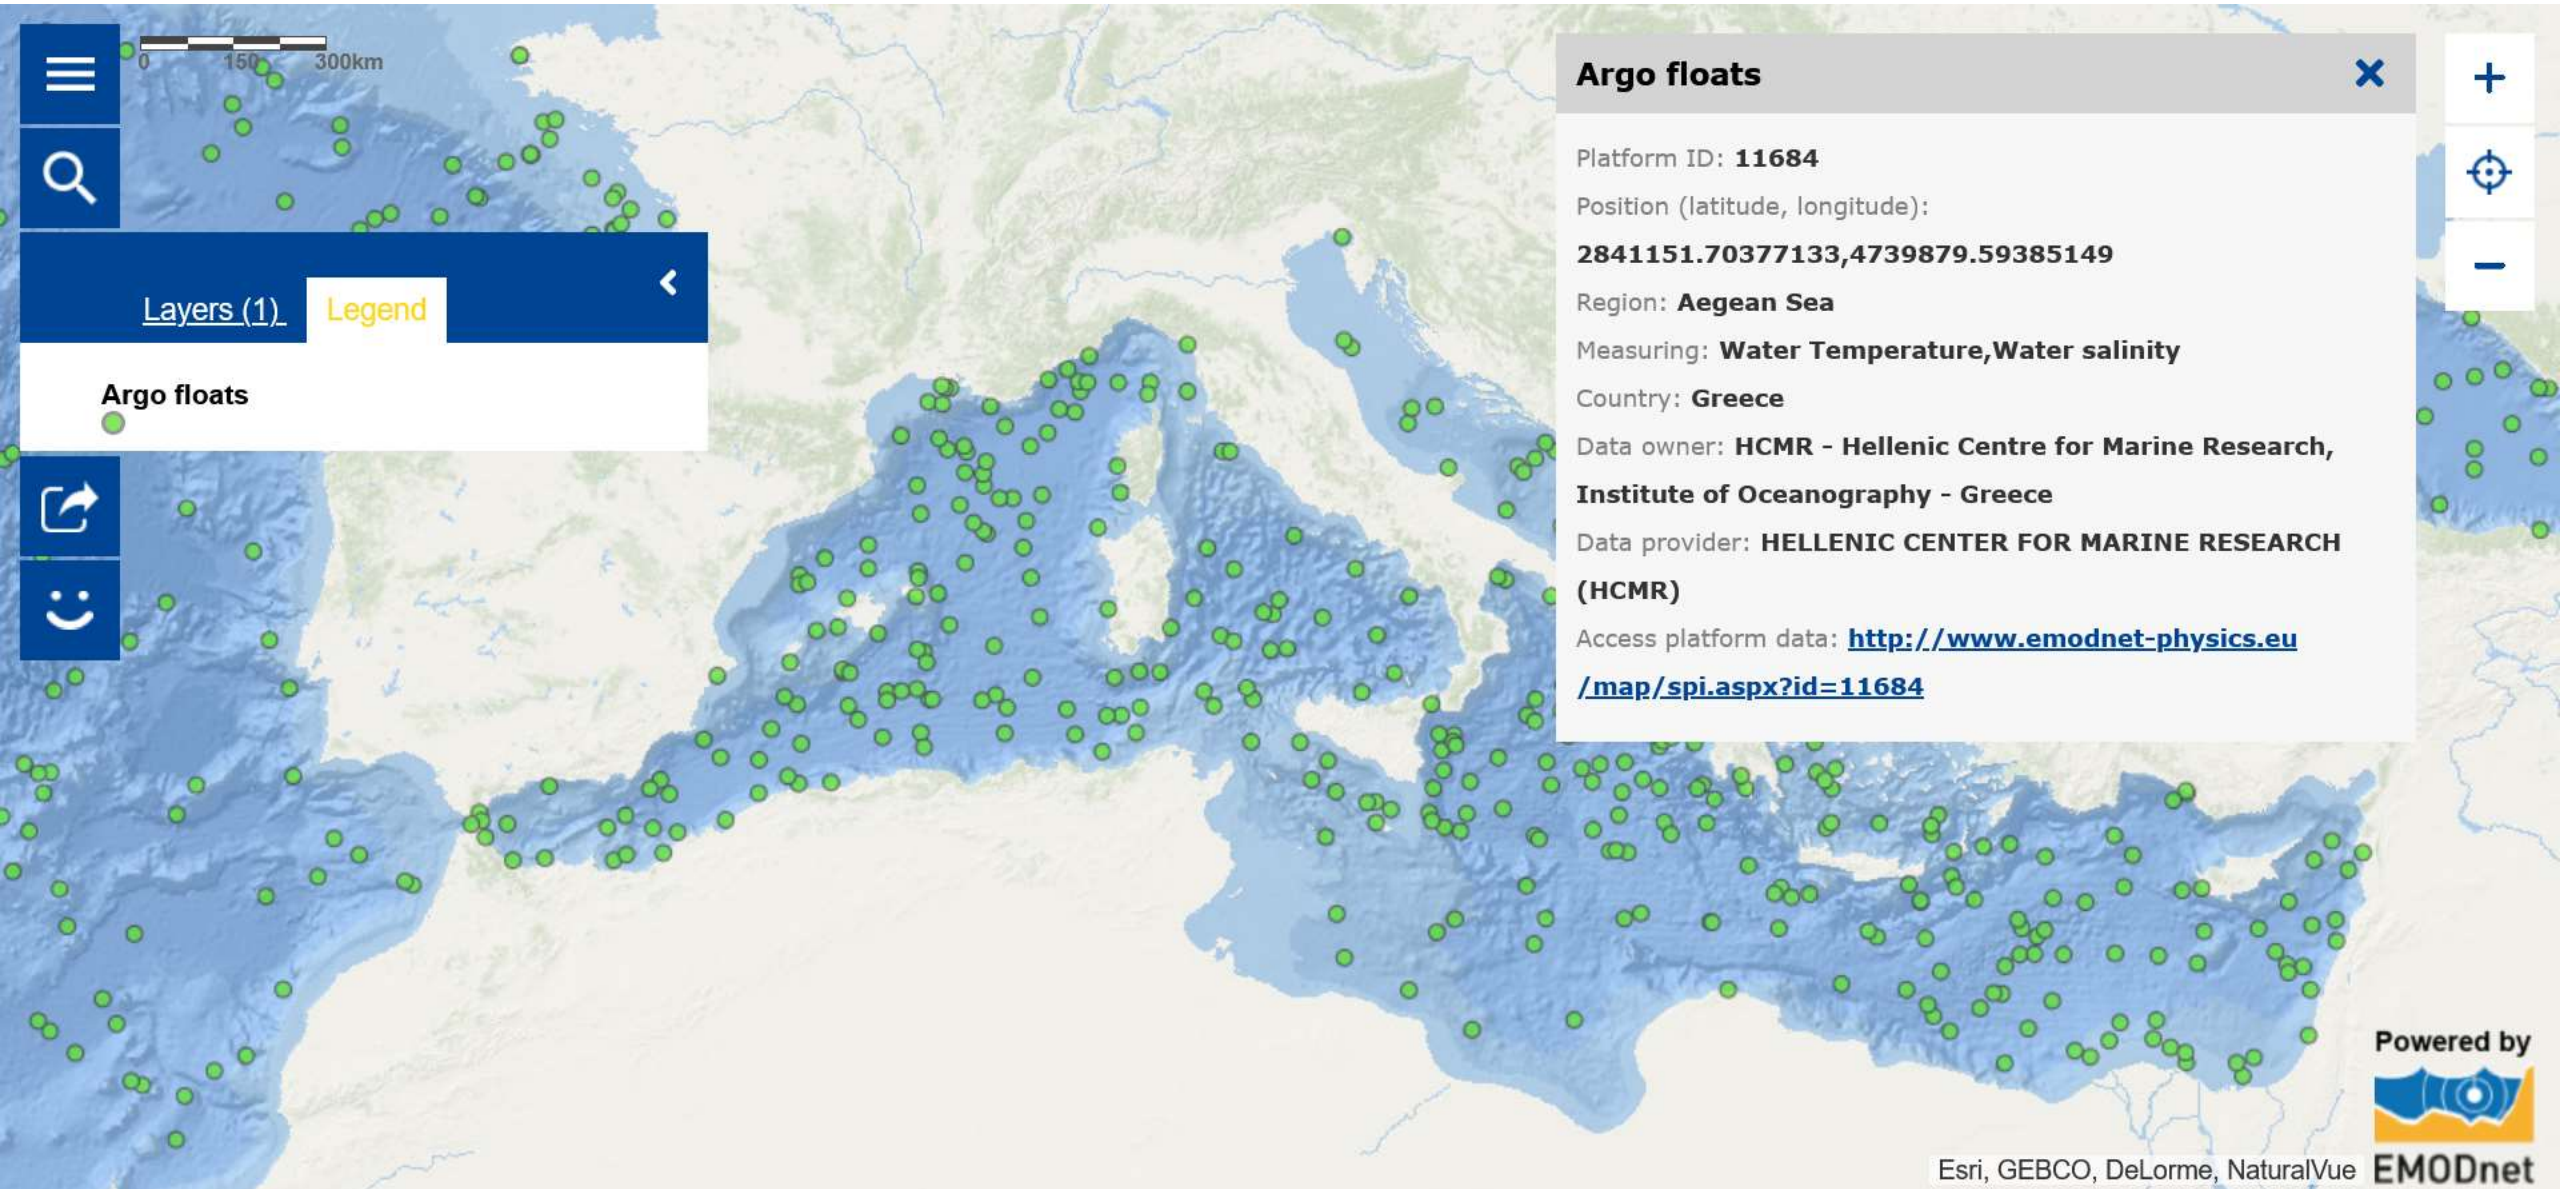 0 150 300km
Layers (1)
Legend
Argo floats
Argo floats
Platform ID: 11684
Position (latitude, longitude):
2841151.70377133,4739879.59385149
Region: Aegean Sea
Measuring: Water Temperature,Water salinity
Country: Greece
Data owner: HCMR - Hellenic Centre for Marine Research,
Institute of Oceanography - Greece
Data provider: HELLENIC CENTER FOR MARINE RESEARCH
(HCMR)
Access platform data: http://www.emodnet-physics.eu
/map/spi.aspx?id=11684
Powered by
EMODnet
Esri, GEBCO, DeLorme, NaturalVue